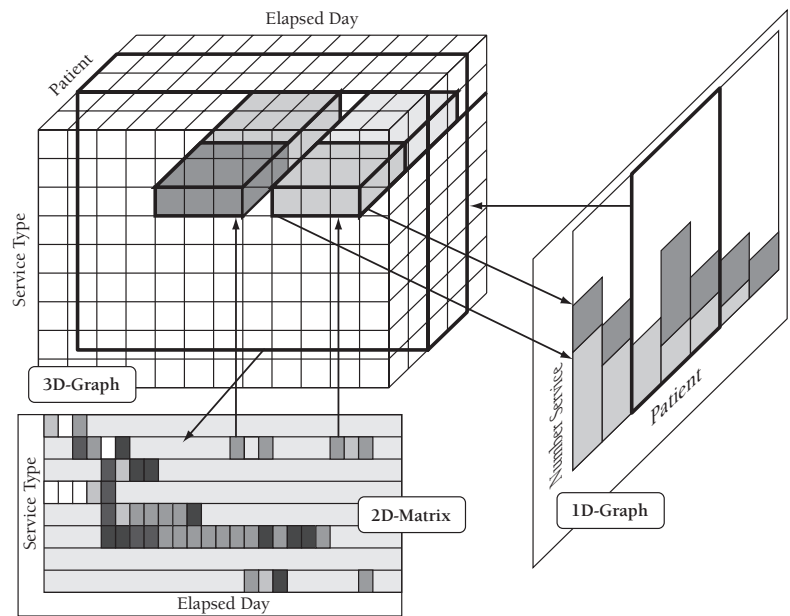 Elapsed Day
Patient
Service Type
3D-Graph
Number Service
Patient
1D-Graph
Service Type
2D-Matrix
Elapsed Day